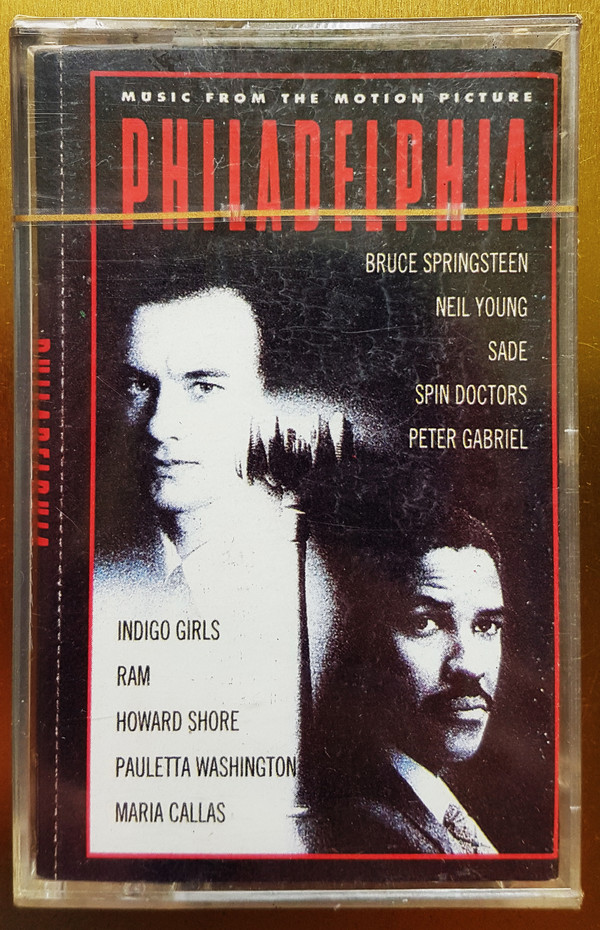 MUSIC FROM THE MOTION PICTURE
PHILADELPHIA
BRUCE SPRINGSTEEN
NEIL YOUNG
SADE
SPIN DOCTORS
PETER GABRIEL
INDIGO GIRLS
RAM
HOWARD SHORE
PAULETTA WASHINGTON
MARIA CALLAS
PHILADELPHIA